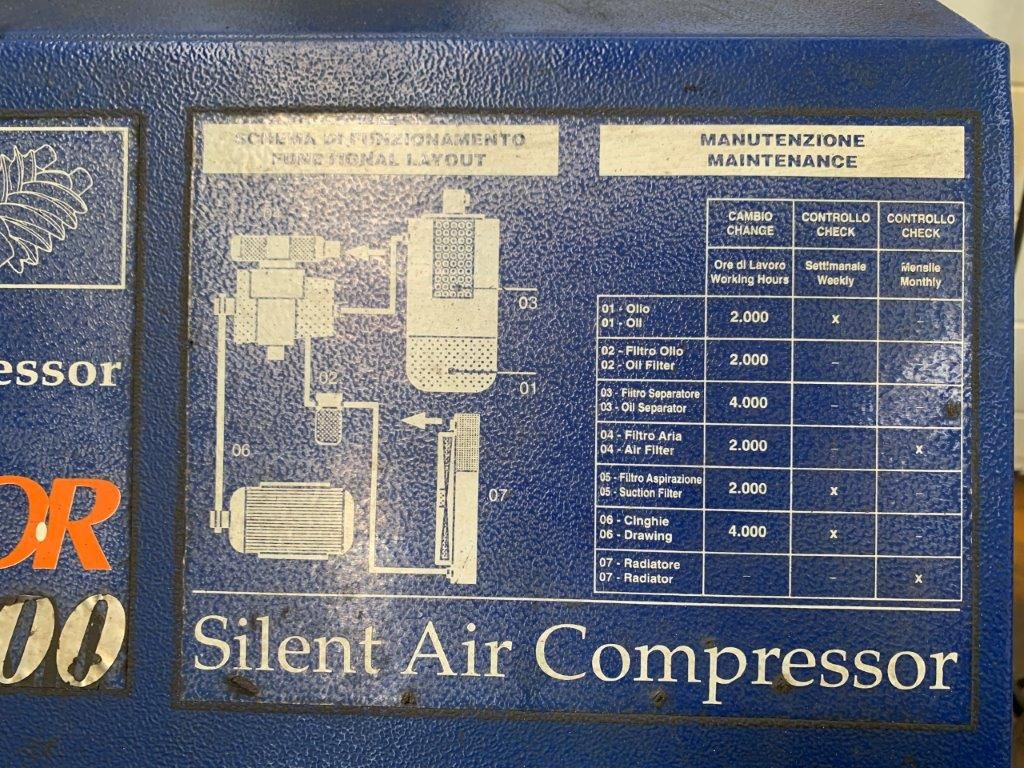 SCHEMA DI FUNZIONAMENTO
FUNCTIONAL LAYOUT
04
03
02
01
06
07
MANUTENZIONE
MAINTENANCE
CAMBIO
CHANGE
CONTROLLO
CHECK
CONTROLLO
CHECK
Ore di Lavoro
Working Hours
Settimanale
Weekly
Mensile
Monthly
01 - Olio
01 - Oil
2.000 x -
02 - Filtro Olio
02 - Oil Filter
2.000 - -
03 - Filtro Separatore
03 - Oil Separator
4.000 - -
04 - Filtro Aria
04 - Air Filter
2.000 - x
05 - Filtro Aspirazione
05 - Suction Filter
2.000 x -
06 - Cinghie
06 - Drawing
4.000 x -
07 - Radiatore
07 - Radiator
- - x
Silent Air Compressor
essor
OR
00